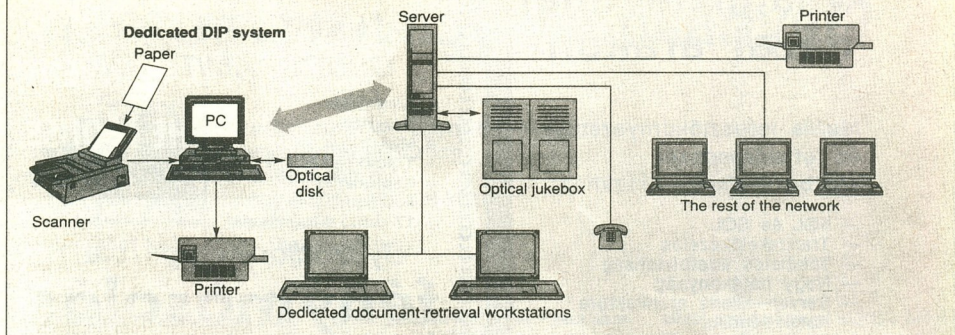 Dedicated DIP system
Paper
PC
Scanner
Optical
disk
Printer
Server
Optical jukebox
Printer
The rest of the network
Dedicated document-retrieval workstations